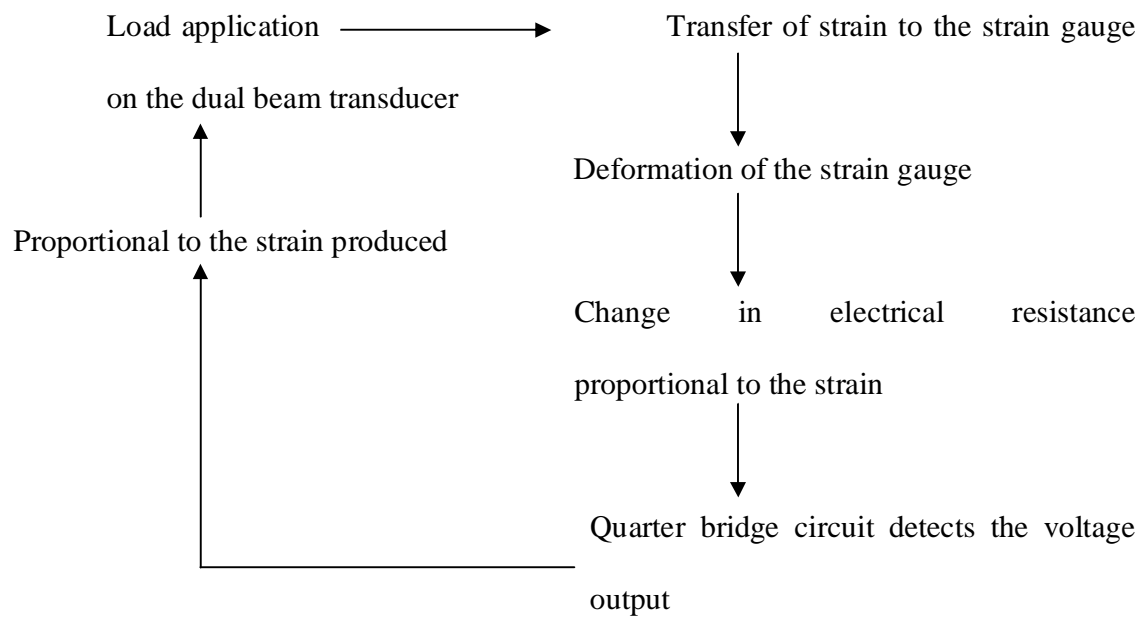 Load application
on the dual beam transducer
Transfer of strain to the strain gauge
Deformation of the strain gauge
Change in electrical resistance
proportional to the strain
Quarter bridge circuit detects the voltage
output
Proportional to the strain produced